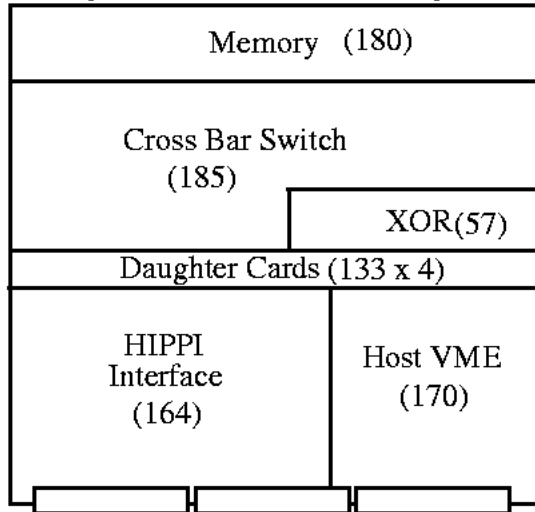 Memory (180)
Cross Bar Switch
(185)
XOR(57)
Daughter Cards (133 x 4)
HIPPI
Interface
(164)
Host VME
(170)